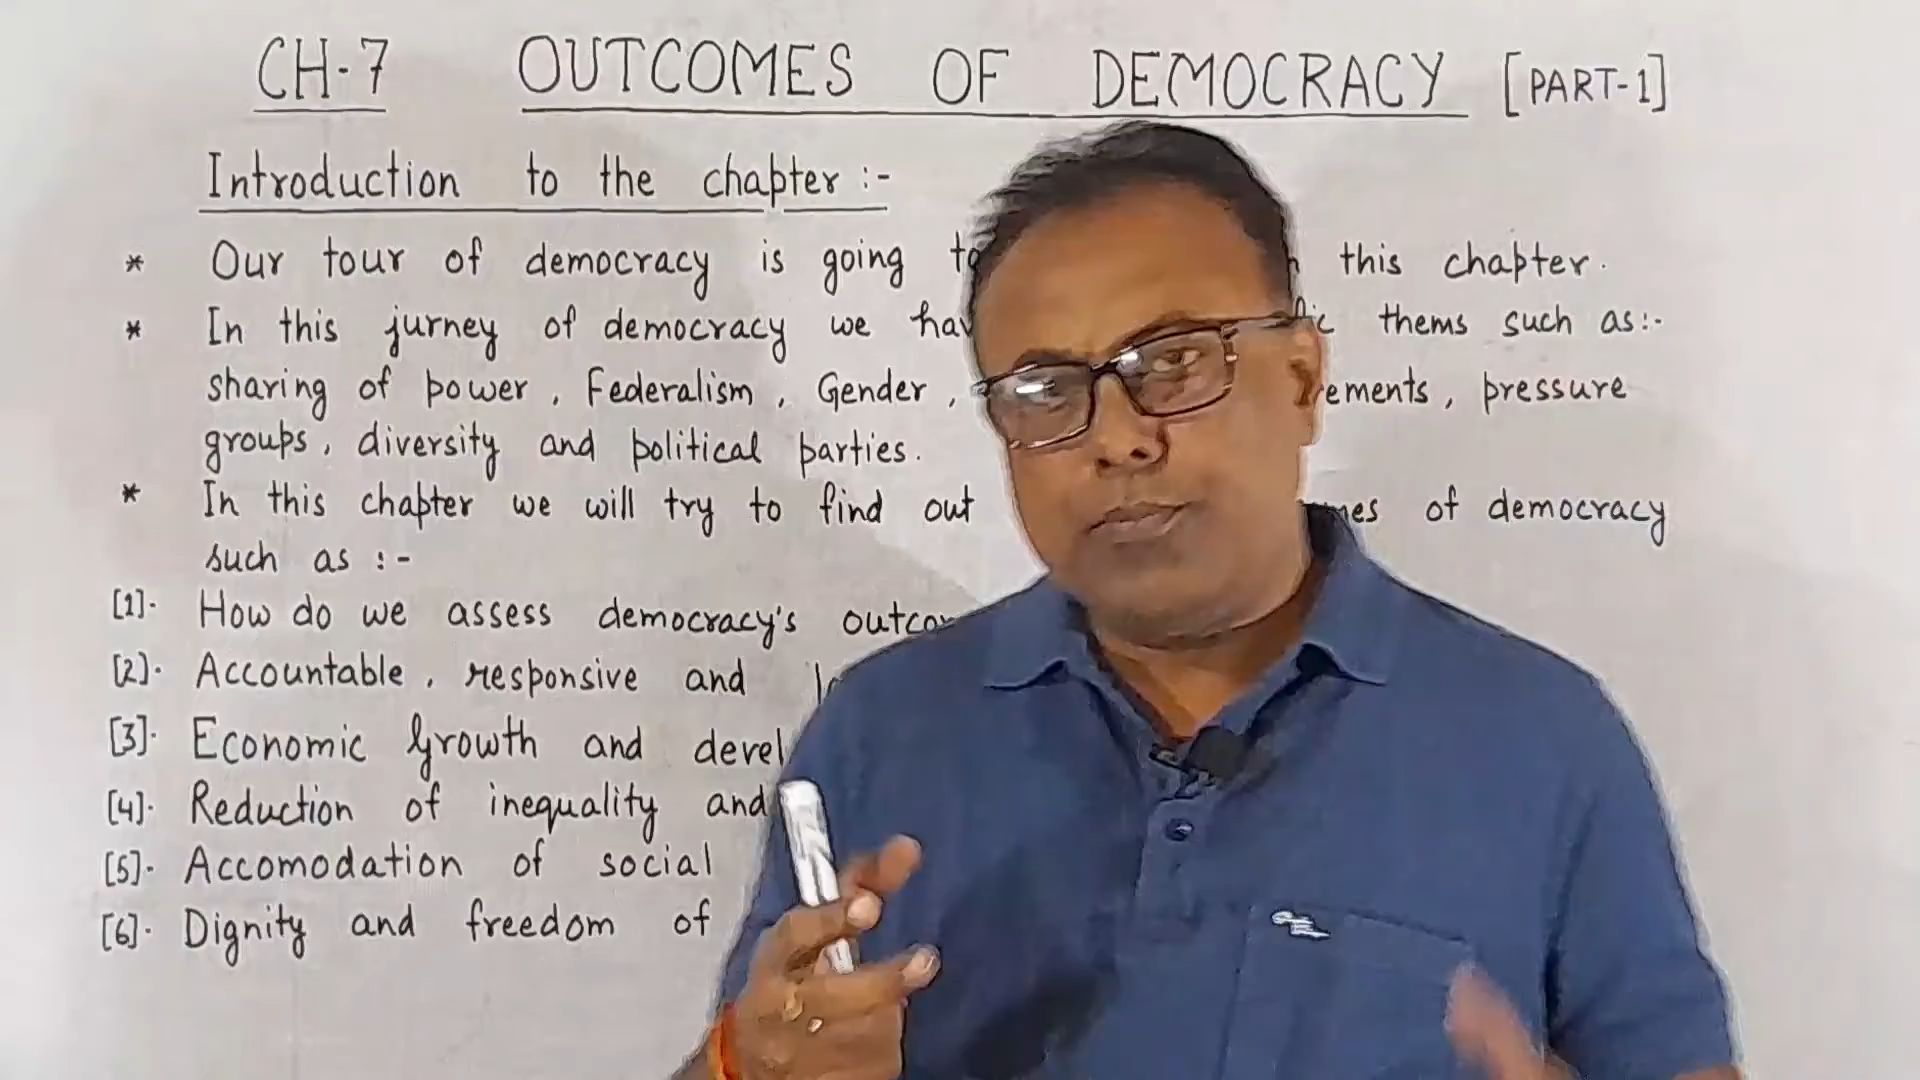 CH-7 OUTCOMES OF DEMOCRACY [PART-1]
Introduction to the chapter :-
* Our tour of democracy is going this chapter.
* In this jurney of democracy we thems such as:-
sharing of power, Federalism, Gender, pressure
groups, diversity and political parties.
* In this chapter we will try to find out of democracy
such as :-
[1]. How do we assess democracy's
[2]. Accountable, responsive and
[3]. Economic Growth and
[4]. Reduction of inequality and
[5]. Accomodation of social
[6]. Dignity and freedom of